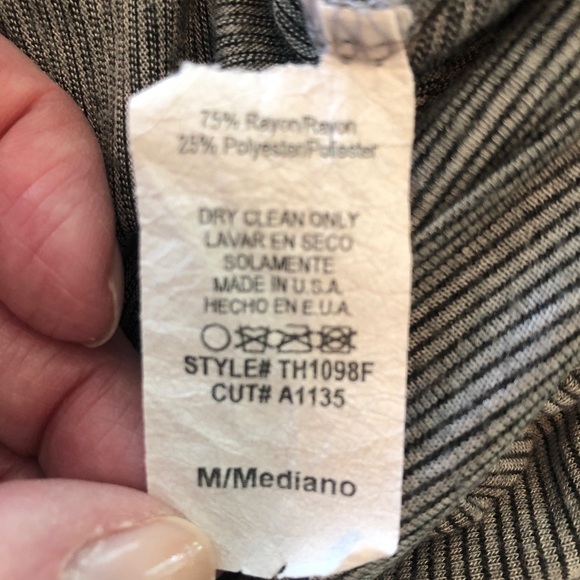 75% Rayon/Rayon
25% Polyester/Poliester
DRY CLEAN ONLY
LAVAR EN SECO
SOLAMENTE
MADE IN U.S.A.
HECHO EN E.U.A.
STYLE# TH1098F
CUT# A1135
M/Mediano